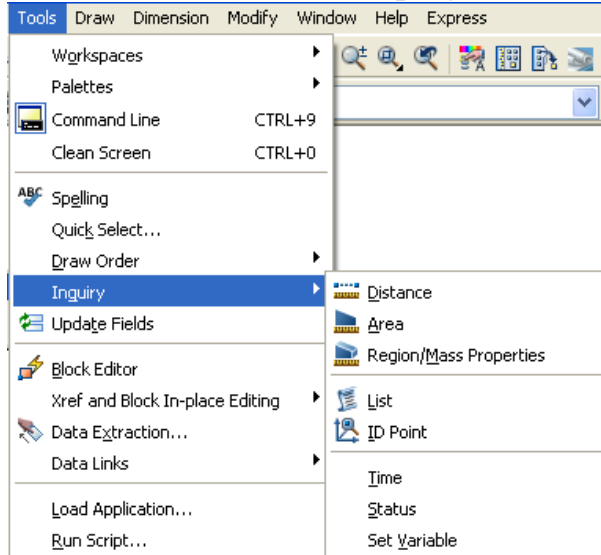 Tools Draw Dimension Modify Window Help Express
Workspaces
Palettes
Command Line CTRL+9
Clean Screen CTRL+0
ABC Spelling
Quick Select...
Draw Order
Inquiry
Update Fields
Block Editor
Xref and Block In-place Editing
Data Extraction...
Data Links
Load Application...
Run Script...
Distance
Area
Region/Mass Properties
List
ID Point
Time
Status
Set Variable